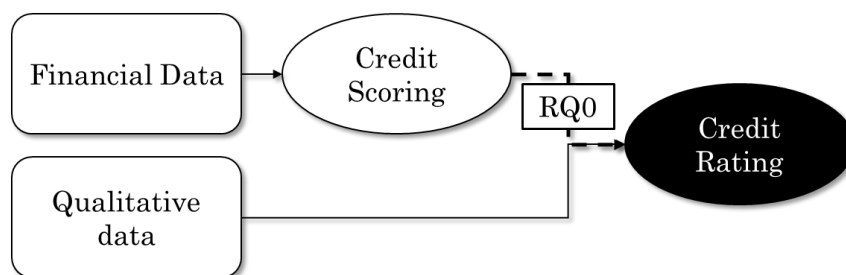 Financial Data
Credit
Scoring
RQ0
Credit
Rating
Qualitative
data